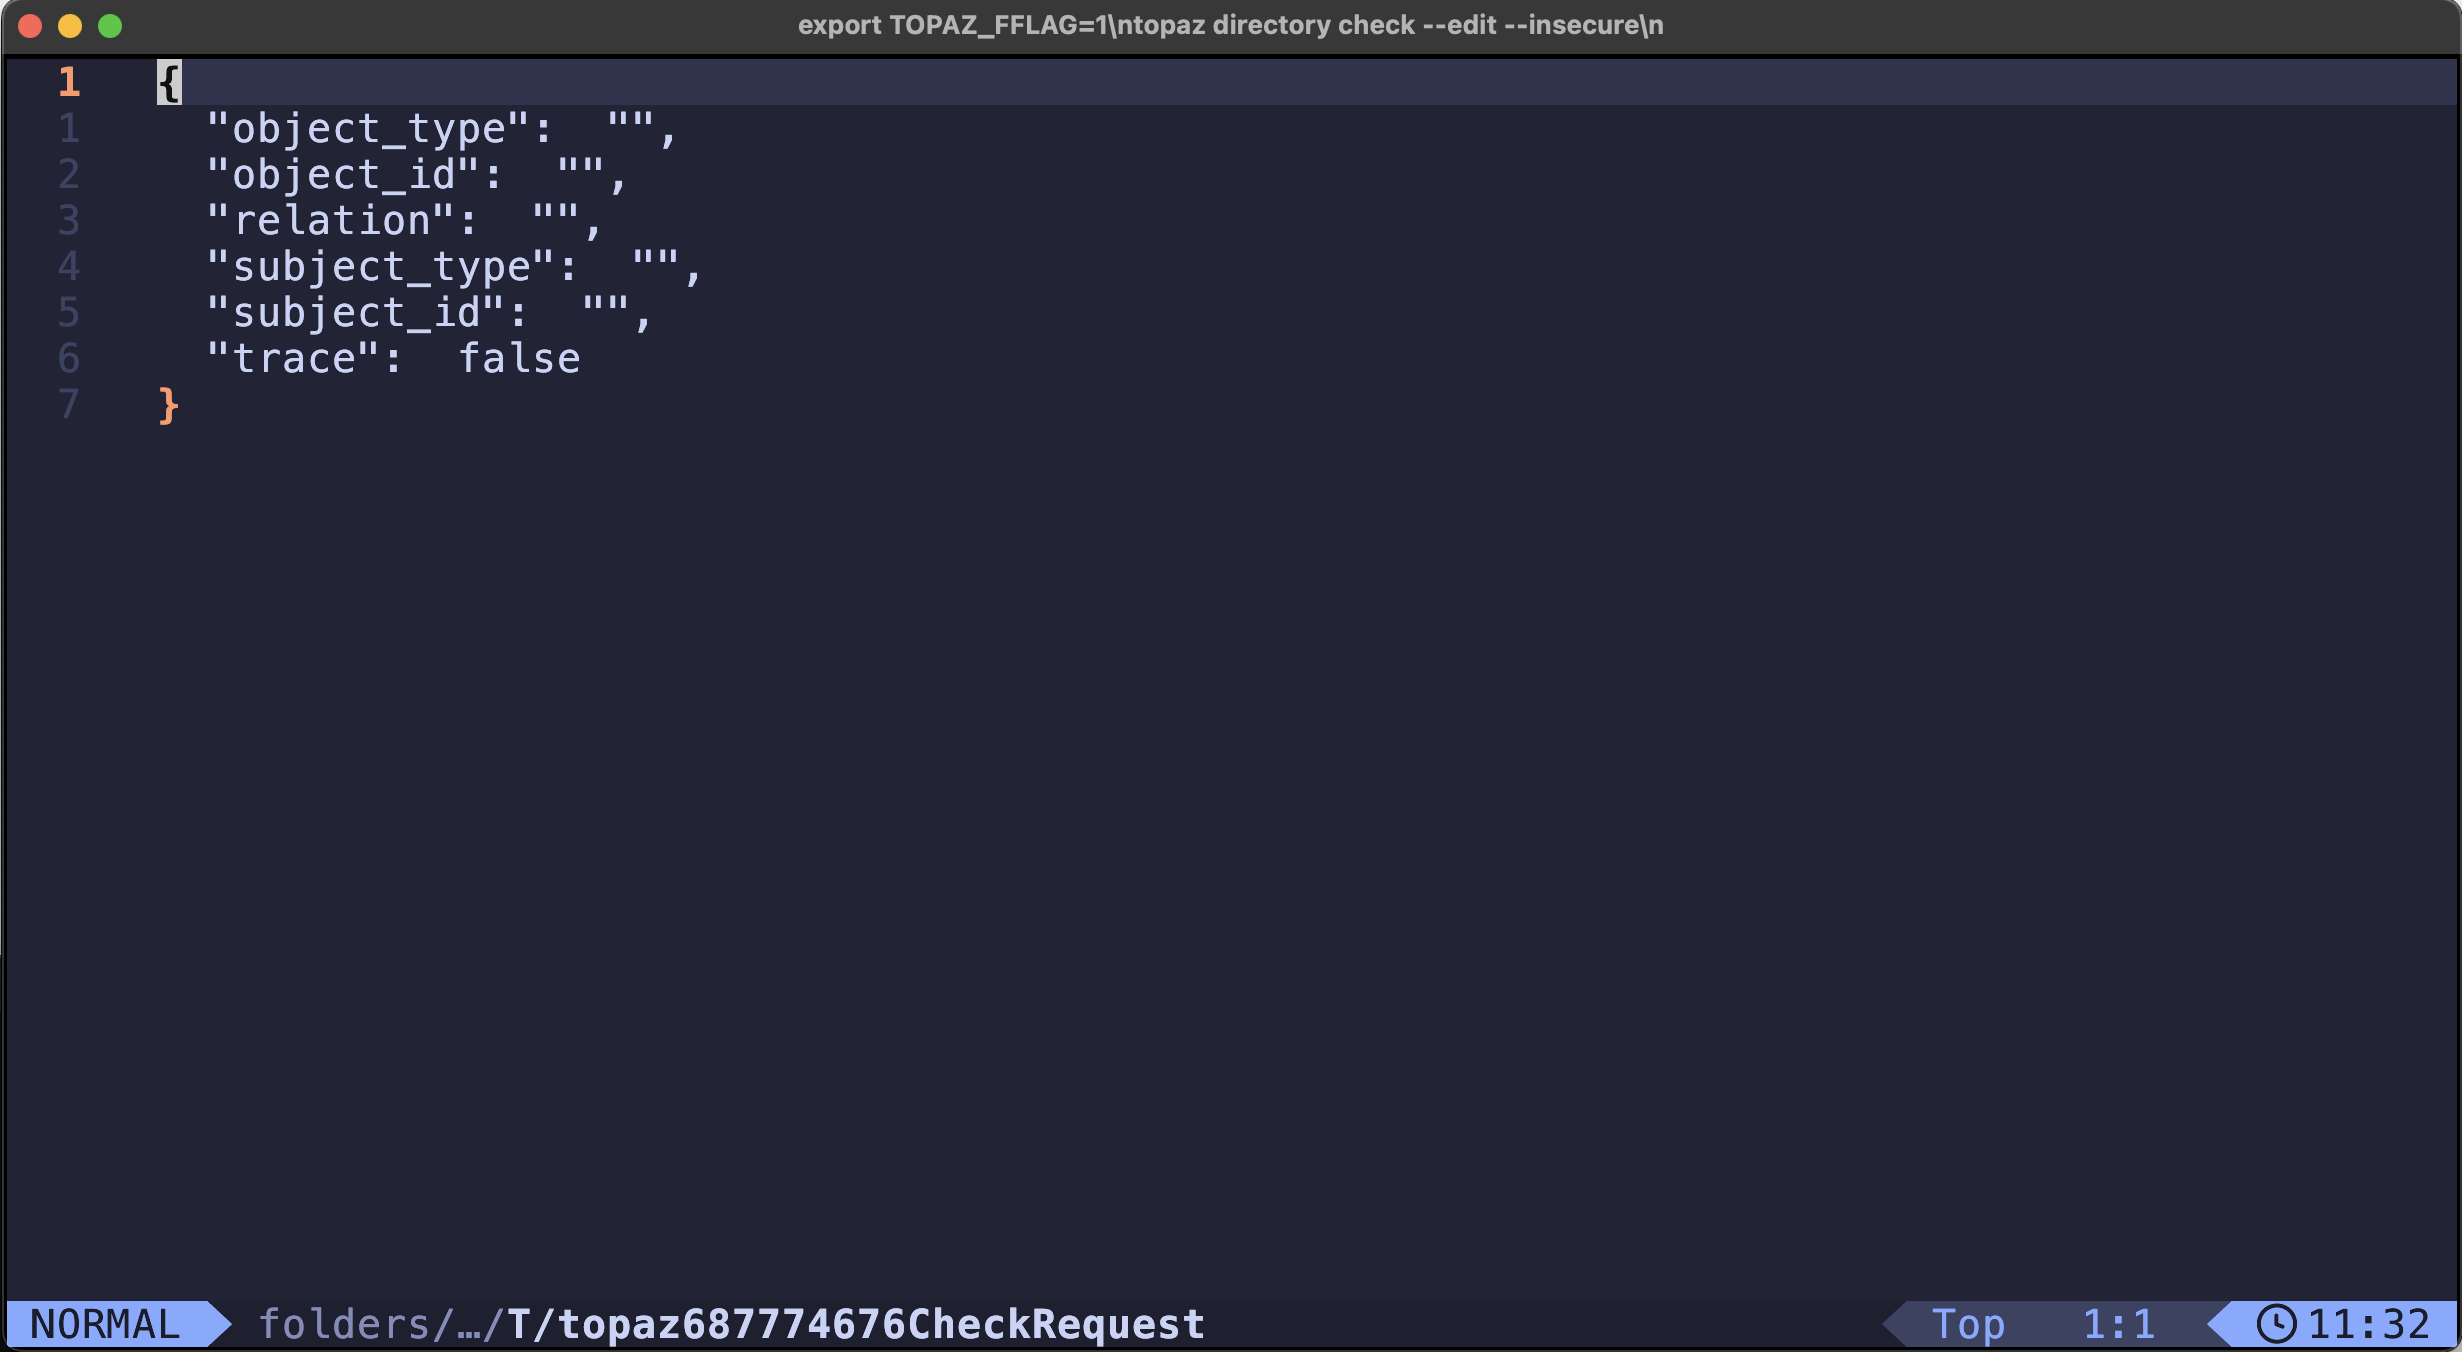 export TOPAZ_FFLAG=1\ntopaz directory check --edit --insecure\n
1 {
1 "object_type":  "",
2 "object_id":  "",
3 "relation":  "",
4 "subject_type":  "",
5 "subject_id":  "",
6 "trace":  false
7 }
NORMAL folders/…/T/topaz687774676CheckRequest Top 1:1 11:32